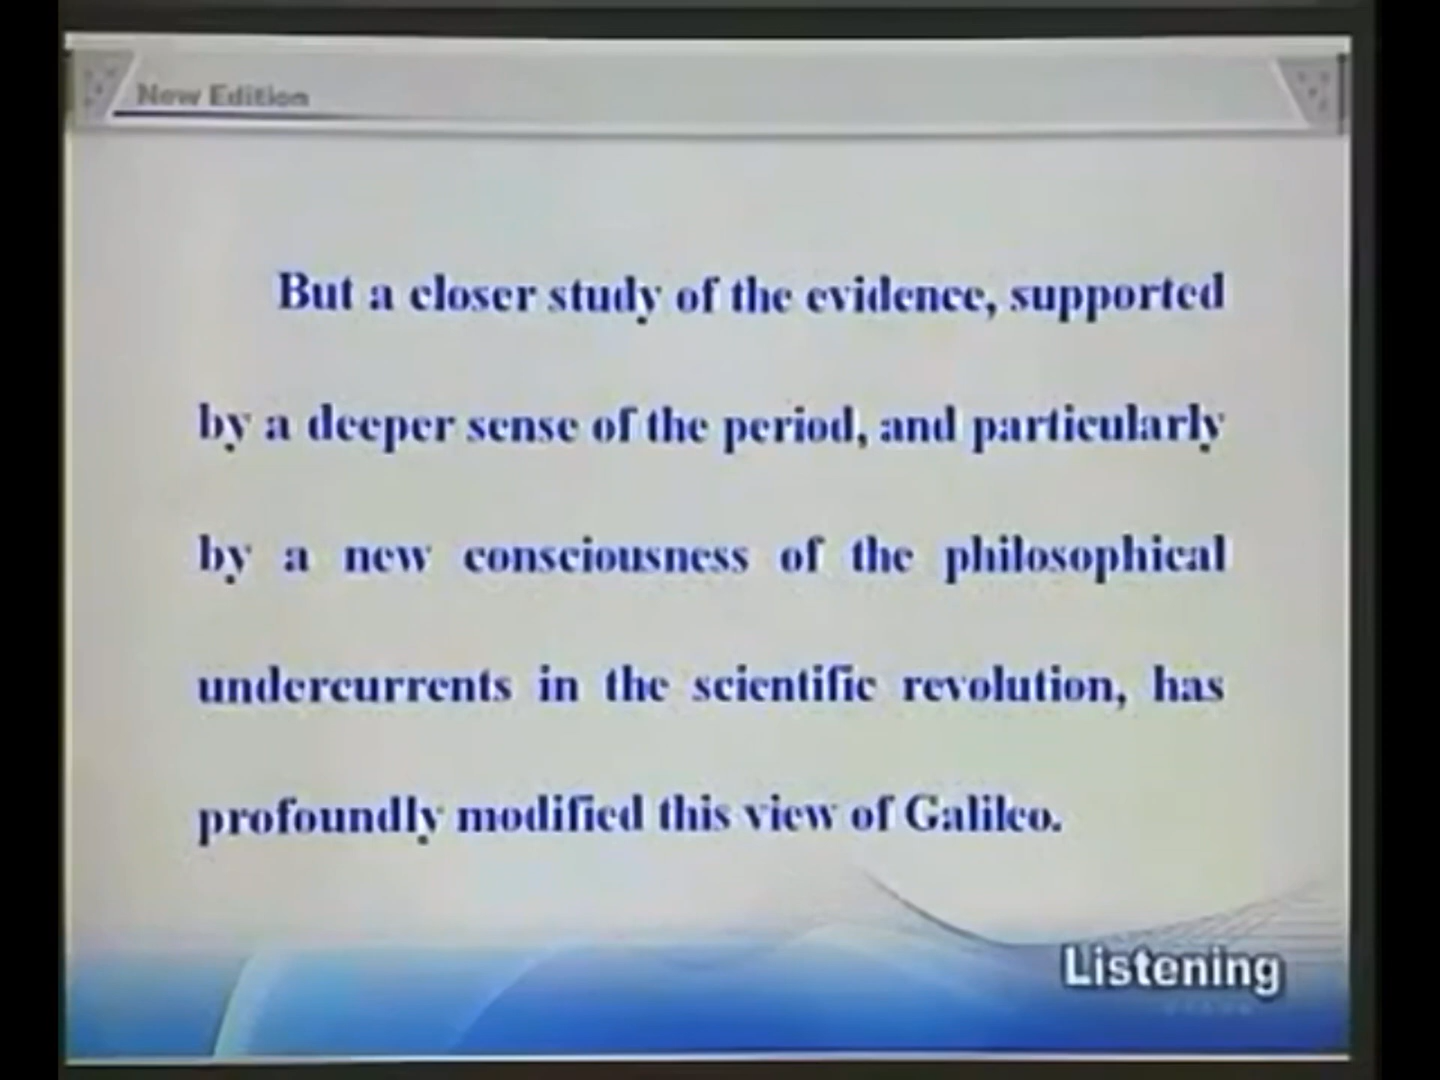 New Edition
But a closer study of the evidence, supported
by a deeper sense of the period, and particularly
by a new consciousness of the philosophical
undercurrents in the scientific revolution, has
profoundly modified this view of Galileo.
Listening